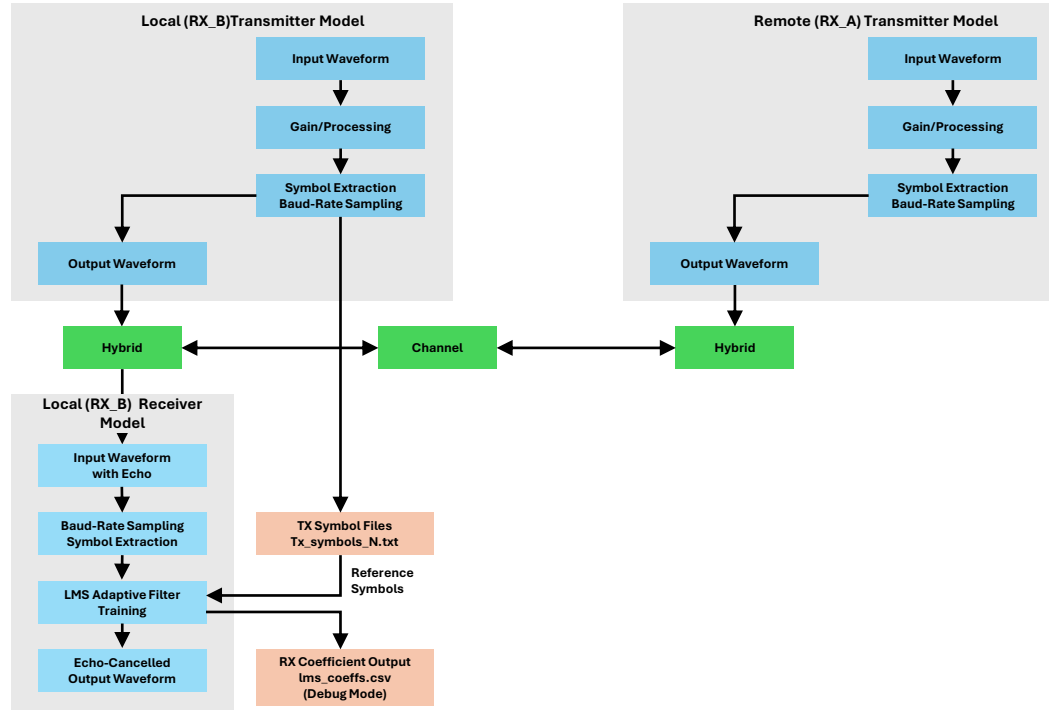 Local (RX_B)Transmitter Model
Input Waveform
Gain/Processing
Symbol Extraction
Baud-Rate Sampling
Output Waveform
Remote (RX_A) Transmitter Model
Input Waveform
Gain/Processing
Symbol Extraction
Baud-Rate Sampling
Output Waveform
Hybrid
Channel
Hybrid
Local (RX_B) Receiver
Model
Input Waveform
with Echo
Baud-Rate Sampling
Symbol Extraction
LMS Adaptive Filter
Training
Echo-Cancelled
Output Waveform
TX Symbol Files
Tx_symbols_N.txt
Reference
Symbols
RX Coefficient Output
lms_coeffs.csv
(Debug Mode)